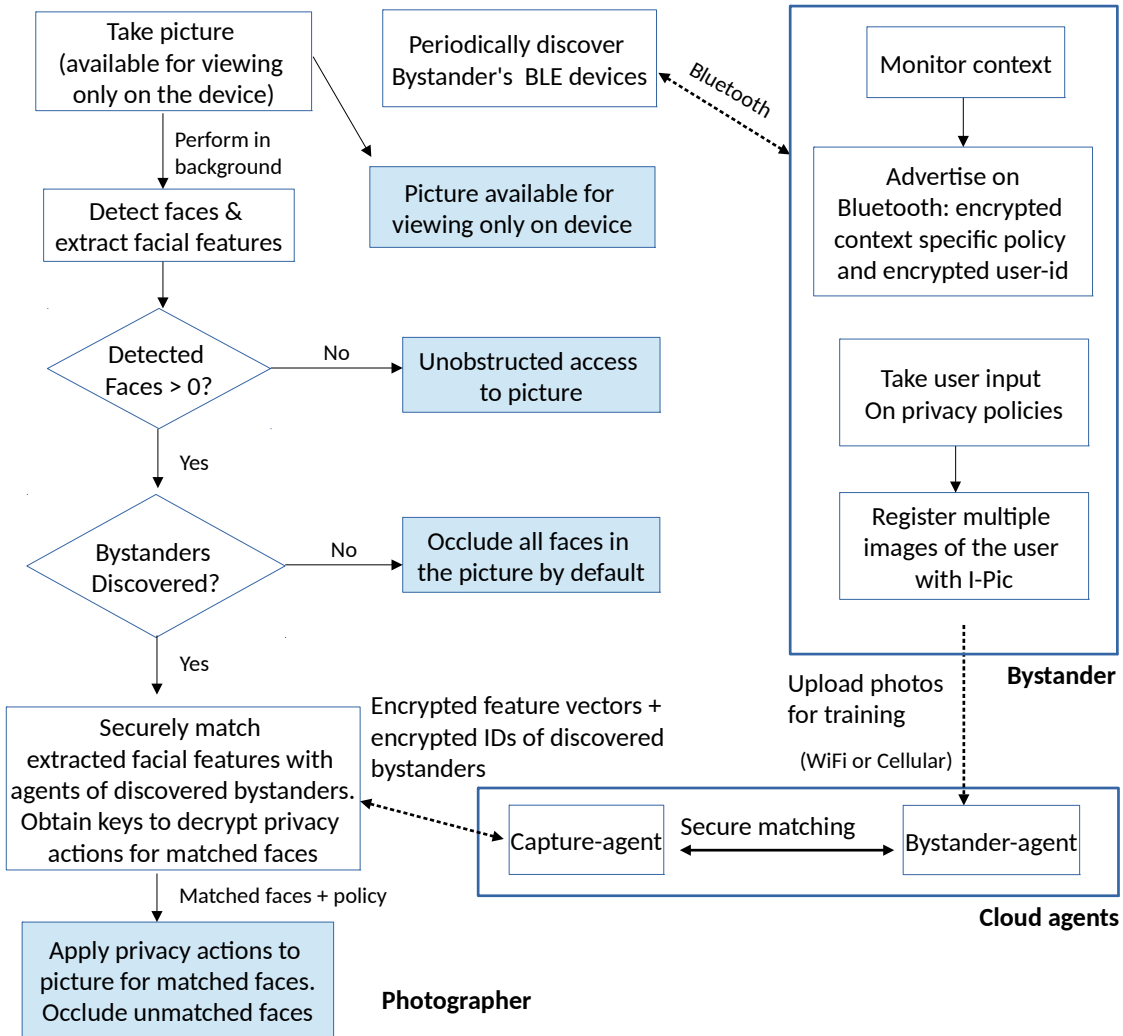 Take picture
(available for viewing
only on the device)
Perform in
background
Detect faces &
extract facial features
Detected
Faces > 0?
No
Unobstructed access
to picture
Yes
Bystanders
Discovered?
No
Occlude all faces in
the picture by default
Yes
Securely match
extracted facial features with
agents of discovered bystanders.
Obtain keys to decrypt privacy
actions for matched faces
Matched faces + policy
Apply privacy actions to
picture for matched faces.
Occlude unmatched faces
Photographer
Picture available for
viewing only on device
Periodically discover
Bystander's BLE devices
Bluetooth
Monitor context
Advertise on
Bluetooth: encrypted
context specific policy
and encrypted user-id
Take user input
On privacy policies
Register multiple
images of the user
with I-Pic
Bystander
Upload photos
for training
(WiFi or Cellular)
Encrypted feature vectors +
encrypted IDs of discovered
bystanders
Capture-agent
Secure matching
Bystander-agent
Cloud agents